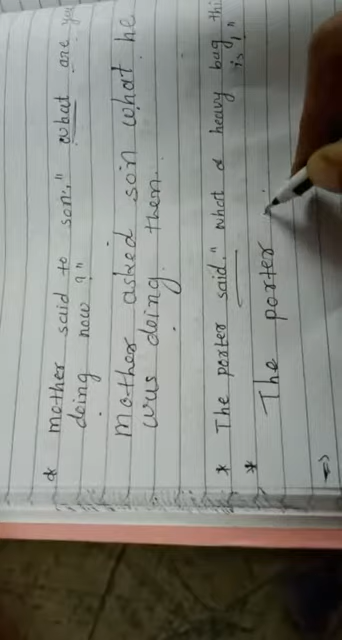 * Mother said to son," what are you
doing now ?"
Mother asked son what he
was doing them.
* The porter said," what a heavy bag this
is,"
* The porter
⇒